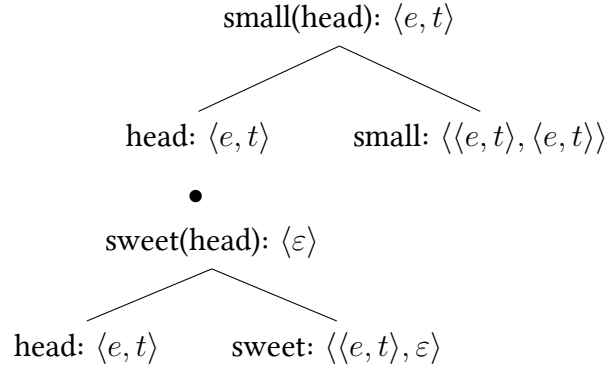 small(head): ⟨e, t⟩
head: ⟨e, t⟩ small: ⟨⟨e, t⟩, ⟨e, t⟩⟩
•
sweet(head): ⟨ε⟩
head: ⟨e, t⟩ sweet: ⟨⟨e, t⟩, ε⟩